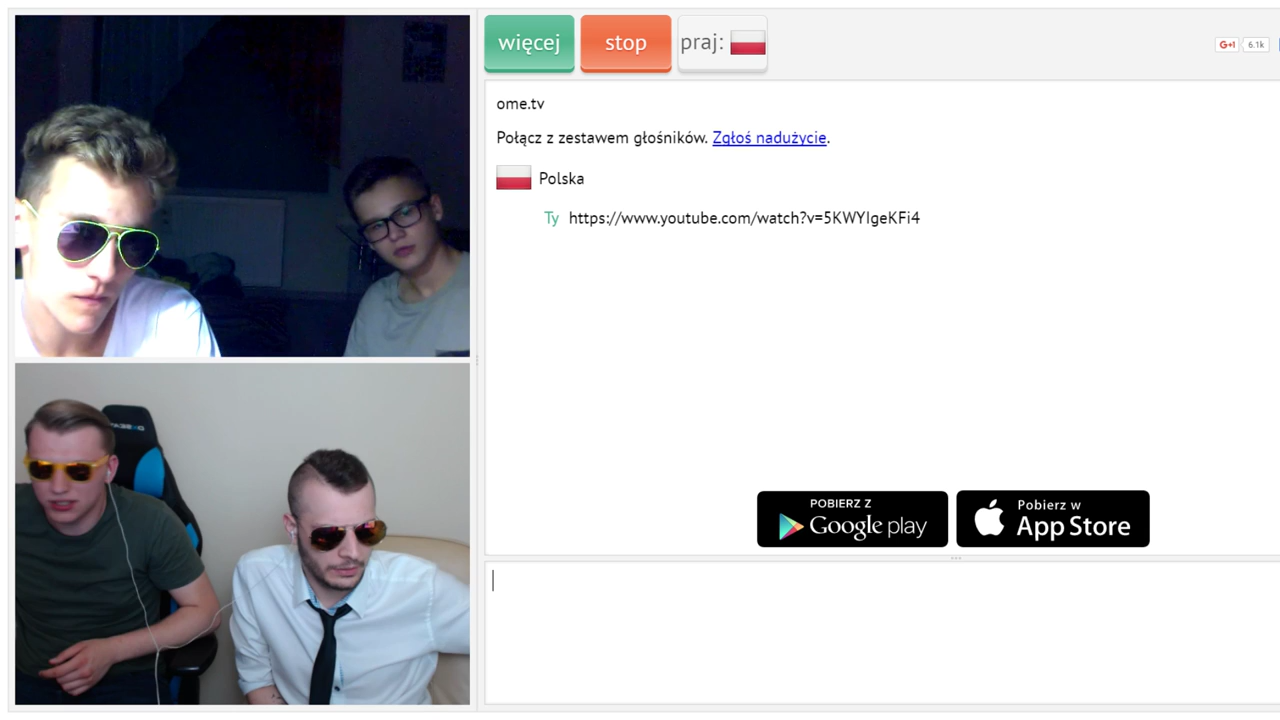 więcej
stop
praj:
G+1 6.1k
ome.tv
Połącz z zestawem głośników. Zgłoś nadużycie.
Polska
Ty https://www.youtube.com/watch?v=5KWYIgeKFi4
POBIERZ Z
Google play
Pobierz w
App Store